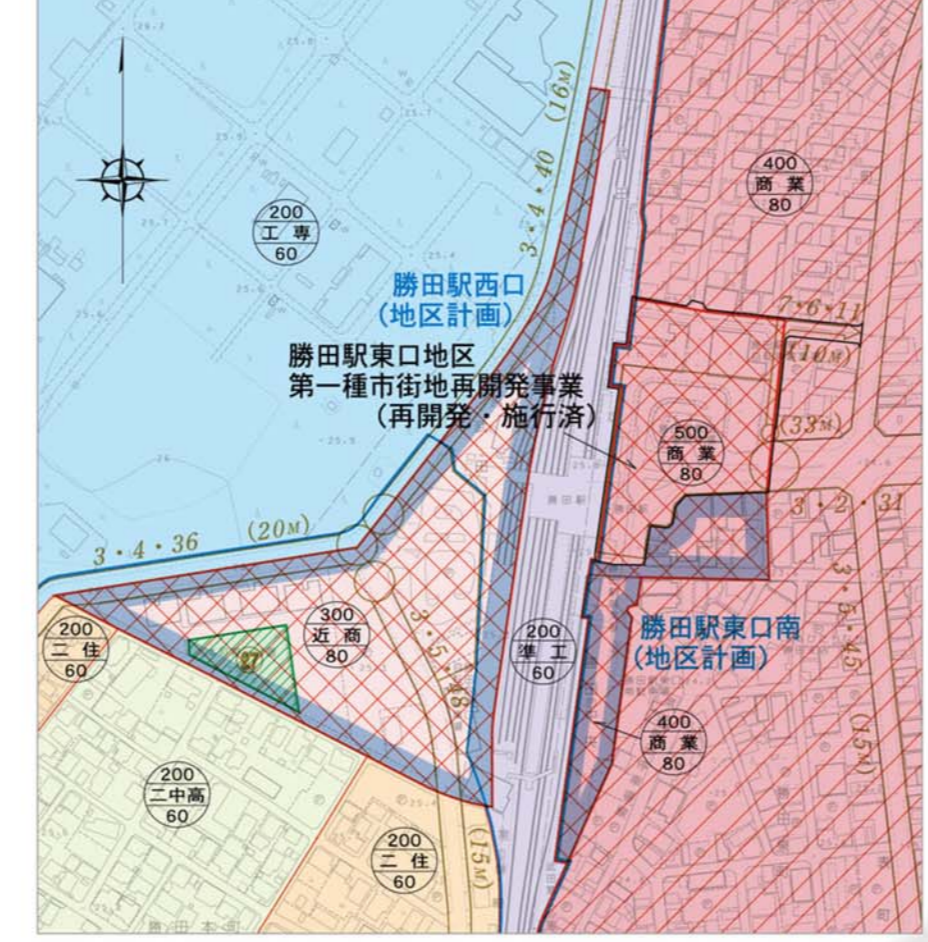 3・4・40 (16M)
400
商業
80
200
工専
60
勝田駅西口
(地区計画)
7・6・11
(10M)
勝田駅東口地区
第一種市街地再開発事業
(再開発・施行済)
(33M)
500
商業
80
3・2・31
3・4・36 (20M)
300
近商
80
200
二住
60
27
3・5・48
(15M)
200
準工
60
勝田駅
勝田駅東口南
(地区計画)
3・5・45
(15M)
400
商業
80
200
二中高
60
200
二住
60
勝田本町